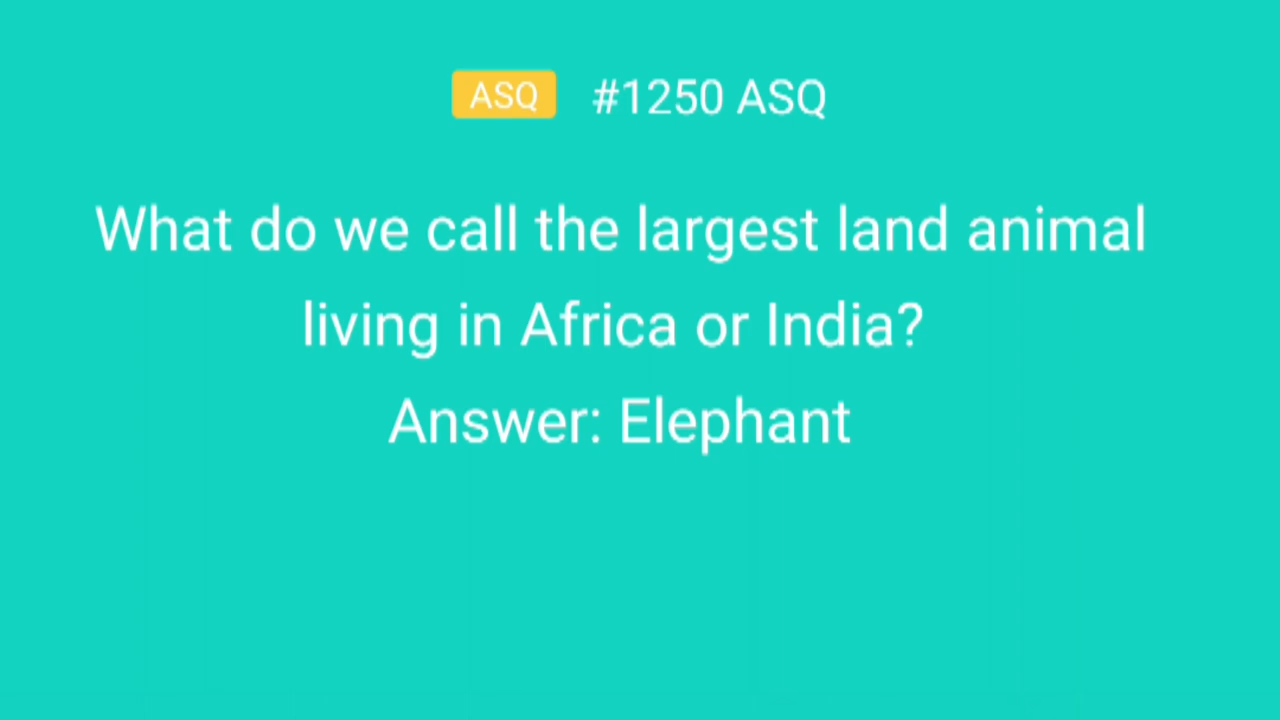 ASQ #1250 ASQ
What do we call the largest land animal
living in Africa or India?
Answer: Elephant